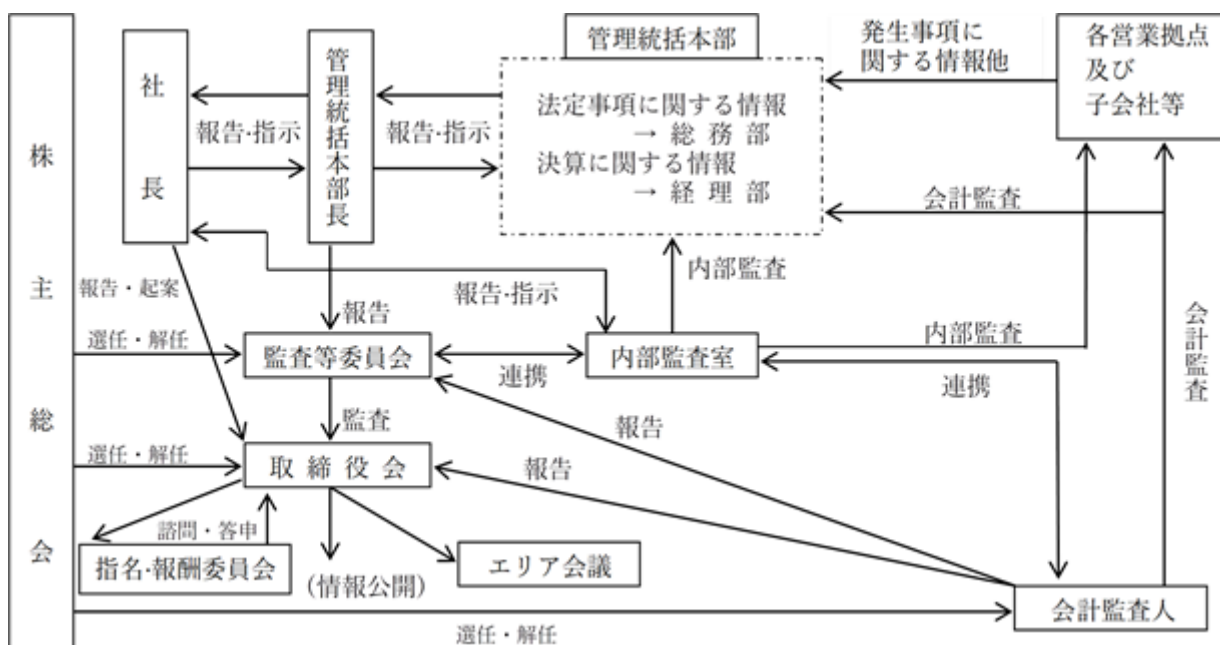 株主総会
社長
管理統括本部長
管理統括本部
法定事項に関する情報
→ 総務部
決算に関する情報
→ 経理部
発生事項に
関する情報他
各営業拠点
及び
子会社等
報告・指示
報告・指示
会計監査
内部監査
報告・起案
報告・指示
報告
選任・解任
監査等委員会
連携
内部監査室
内部監査
連携
会計監査
監査
報告
選任・解任
取締役会
報告
諮問・答申
指名・報酬委員会
(情報公開)
エリア会議
会計監査人
選任・解任